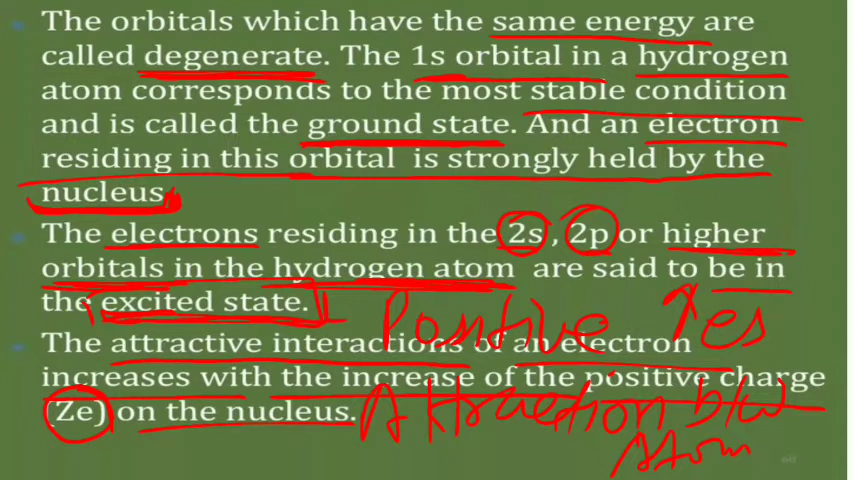 The orbitals which have the same energy are
called degenerate. The 1s orbital in a hydrogen
atom corresponds to the most stable condition
and is called the ground state. And an electron
residing in this orbital is strongly held by the
nucleus.
The electrons residing in the 2s, 2p or higher
orbitals in the hydrogen atom are said to be in
the excited state.
Positive
The attractive interactions of an electron
increases with the increase of the positive charge
(Ze) on the nucleus.
Attraction b/w
Atom